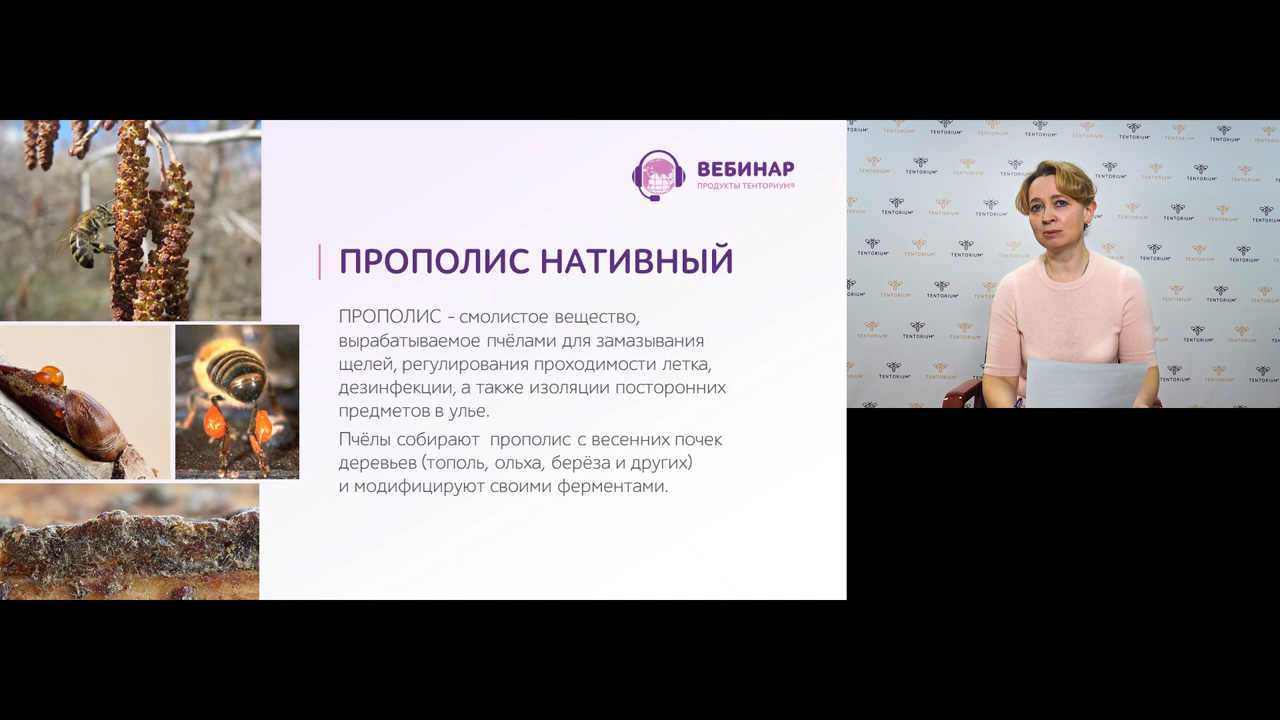 ВЕБИНАР
ПРОДУКТЫ ТЕНТОРИУМ®
ПРОПОЛИС НАТИВНЫЙ
ПРОПОЛИС - смолистое вещество,
вырабатываемое пчёлами для замазывания
щелей, регулирования проходимости летка,
дезинфекции, а также изоляции посторонних
предметов в улье.
Пчёлы собирают прополис с весенних почек
деревьев (тополь, ольха, берёза и других)
и модифицируют своими ферментами.
TENTORIUM®